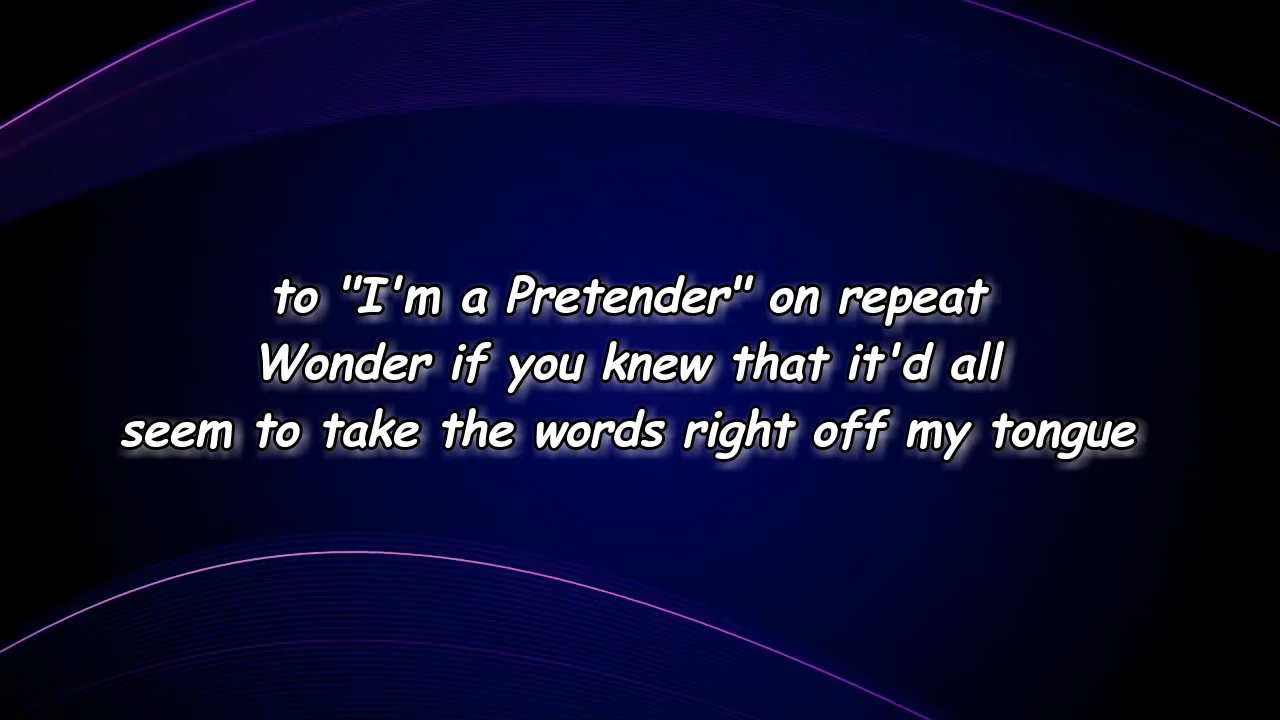 to "I'm a Pretender" on repeat
Wonder if you knew that it'd all
seem to take the words right off my tongue